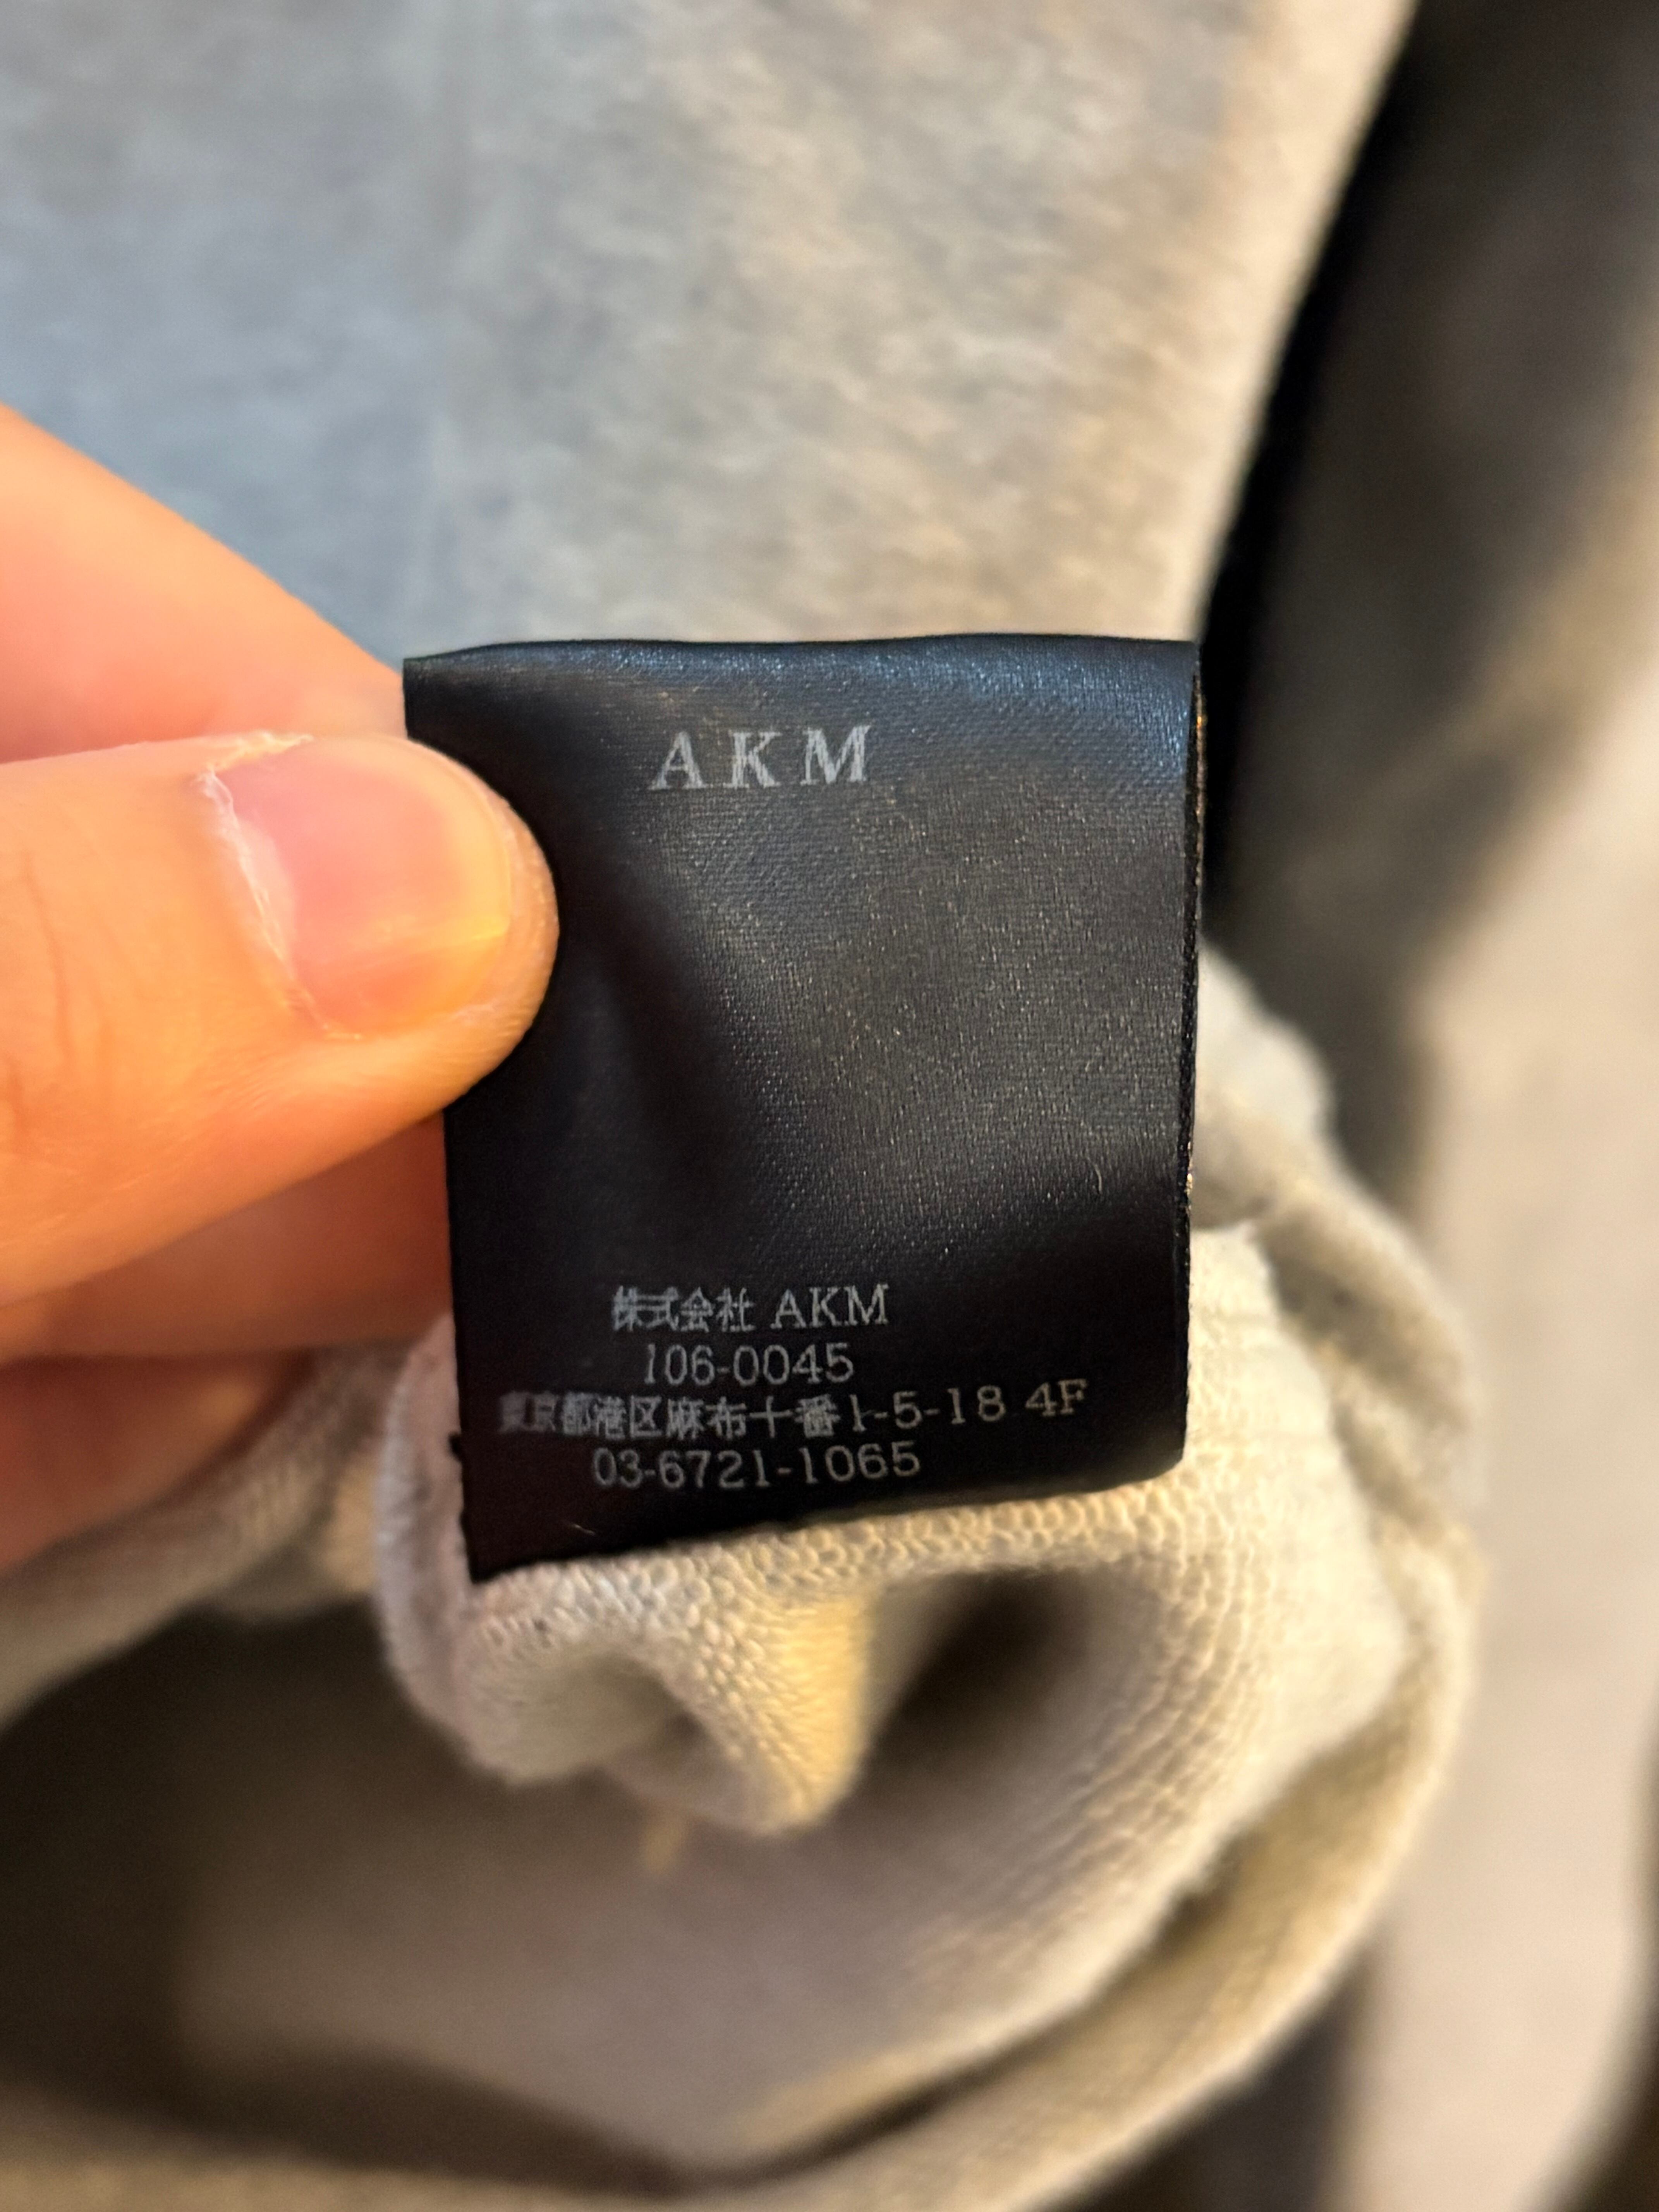 AKM
株式会社 AKM
106-0045
東京都港区麻布十番1-5-18 4F
03-6721-1065